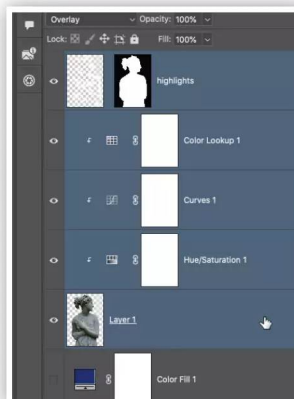 Overlay Opacity: 100%
Lock: Fill: 100%
highlights
Color Lookup 1
Curves 1
Hue/Saturation 1
Layer 1
Color Fill 1